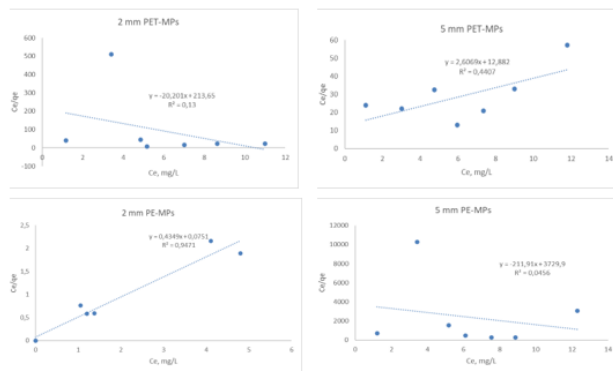 2 mm PET-MPs
600
500
400
300
200
100
0
-100
Ce/qe
y = -20,201x + 213,65
R² = 0,33
0 2 4 6 8 10 12
Ce, mg/L
5 mm PET-MPs
60
50
40
30
20
10
0
Ce/qe
y = 2,6069x + 12,882
R² = 0,4407
0 2 4 6 8 10 12 14
Ce, mg/L
2 mm PE-MPs
2,5
2
1,5
1
0,5
0
Ce/qe
y = 0,4349x + 0,0751
R² = 0,9471
0 1 2 3 4 5 6
Ce, mg/L
5 mm PE-MPs
12000
10000
8000
6000
4000
2000
0
Ce/qe
y = -211,91x + 3729,9
R² = 0,0456
0 2 4 6 8 10 12 14
Ce, mg/L